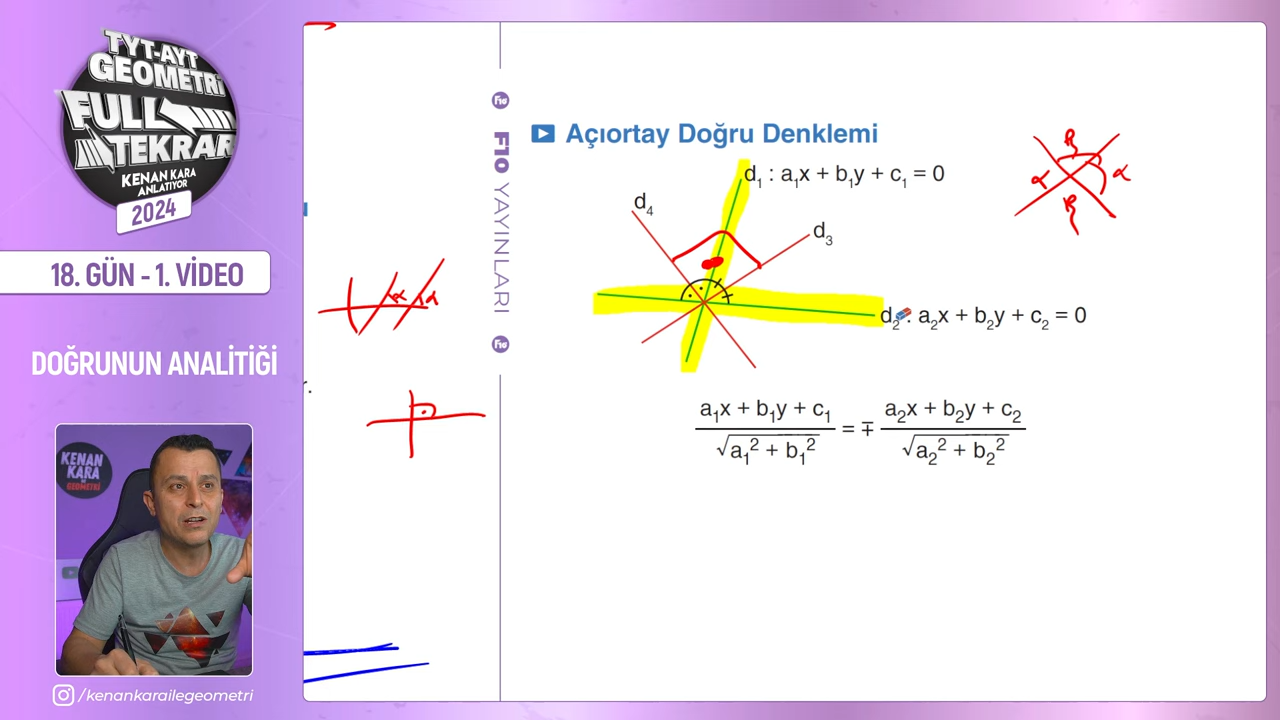 TYT-AYT
GEOMETRİ
FULL
TEKRAR
KENAN KARA
ANLATIYOR
2024
18. GÜN - 1. VİDEO
DOĞRUNUN ANALİTİĞİ
KENAN
KARA
GEOMETRİ
/kenankarailegeometri
F10
F10 YAYINLARI
F10
α α
Açıortay Doğru Denklemi
d₁ : a₁x + b₁y + c₁ = 0
d₄
d₃
d₂ : a₂x + b₂y + c₂ = 0
α α
(a₁x + b₁y + c₁)/√(a₁² + b₁²) = ∓ (a₂x + b₂y + c₂)/√(a₂² + b₂²)